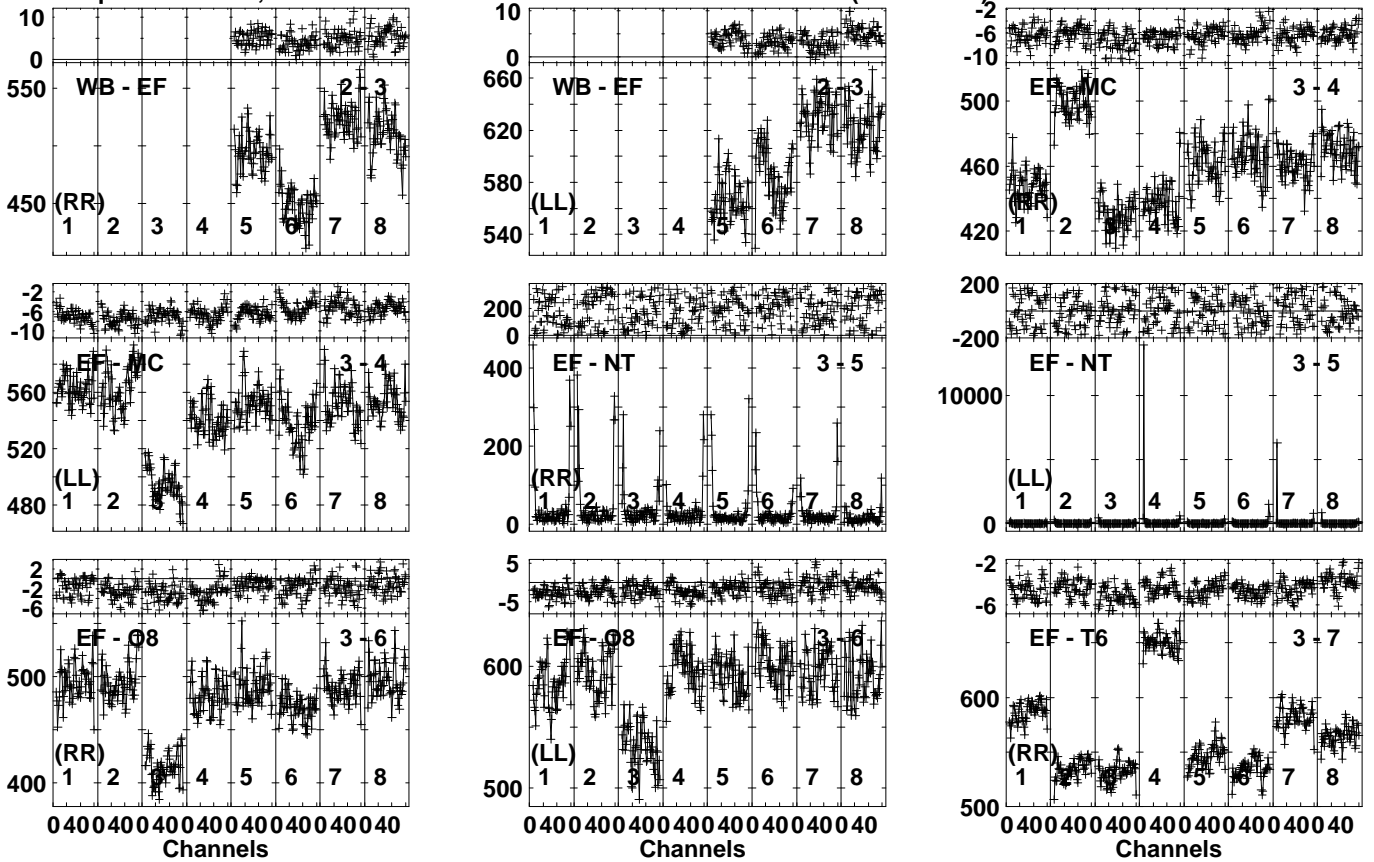 10 10 -2
0 0 -6
-10
550 WB - EF 2 - 3 660 WB - EF 2 - 3 500 EF - MC 3 - 4
620 460
450 (RR) 580 (LL) (RR)
1 2 3 4 5 6 7 8 1 2 3 4 5 6 7 8 420 1 2 3 4 5 6 7 8
540
-2 200 200
-6 0
-10 -200
EF - MC 3 - 4 400 EF - NT 3 - 5 EF - NT 3 - 5
560 10000
520 200
(LL) (RR) (LL)
480 1 2 3 4 5 6 7 8 0 1 2 3 4 5 6 7 8 0 1 2 3 4 5 6 7 8
2 5 -2
-2
-6 -5 -6
EF - O8 3 - 6 EF - O8 3 - 6 EF - T6 3 - 7
500 600 600
(RR) (LL) (RR)
400 1 2 3 4 5 6 7 8 500 1 2 3 4 5 6 7 8 500 1 2 3 4 5 6 7 8
0 40 0 40 0 40 0 40 0 40 0 40 0 40 0 40 0 40 0 40 0 40 0 40 0 40 0 40 0 40 0 40 0 40 0 40 0 40 0 40 0 40 0 40 0 40 0 40
Channels Channels Channels